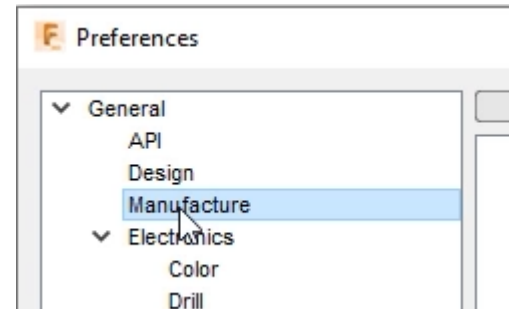 Preferences
General
API
Design
Manufacture
Electronics
Color
Drill